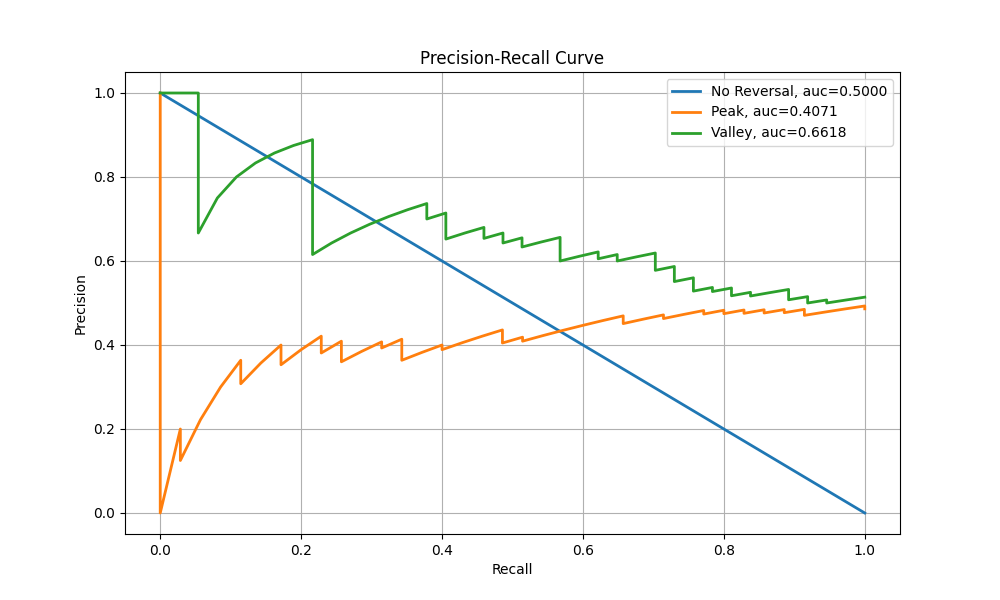 Precision-Recall Curve
No Reversal, auc=0.5000
Peak, auc=0.4071
Valley, auc=0.6618
Precision
1.0
0.8
0.6
0.4
0.2
0.0
0.0 0.2 0.4 0.6 0.8 1.0
Recall